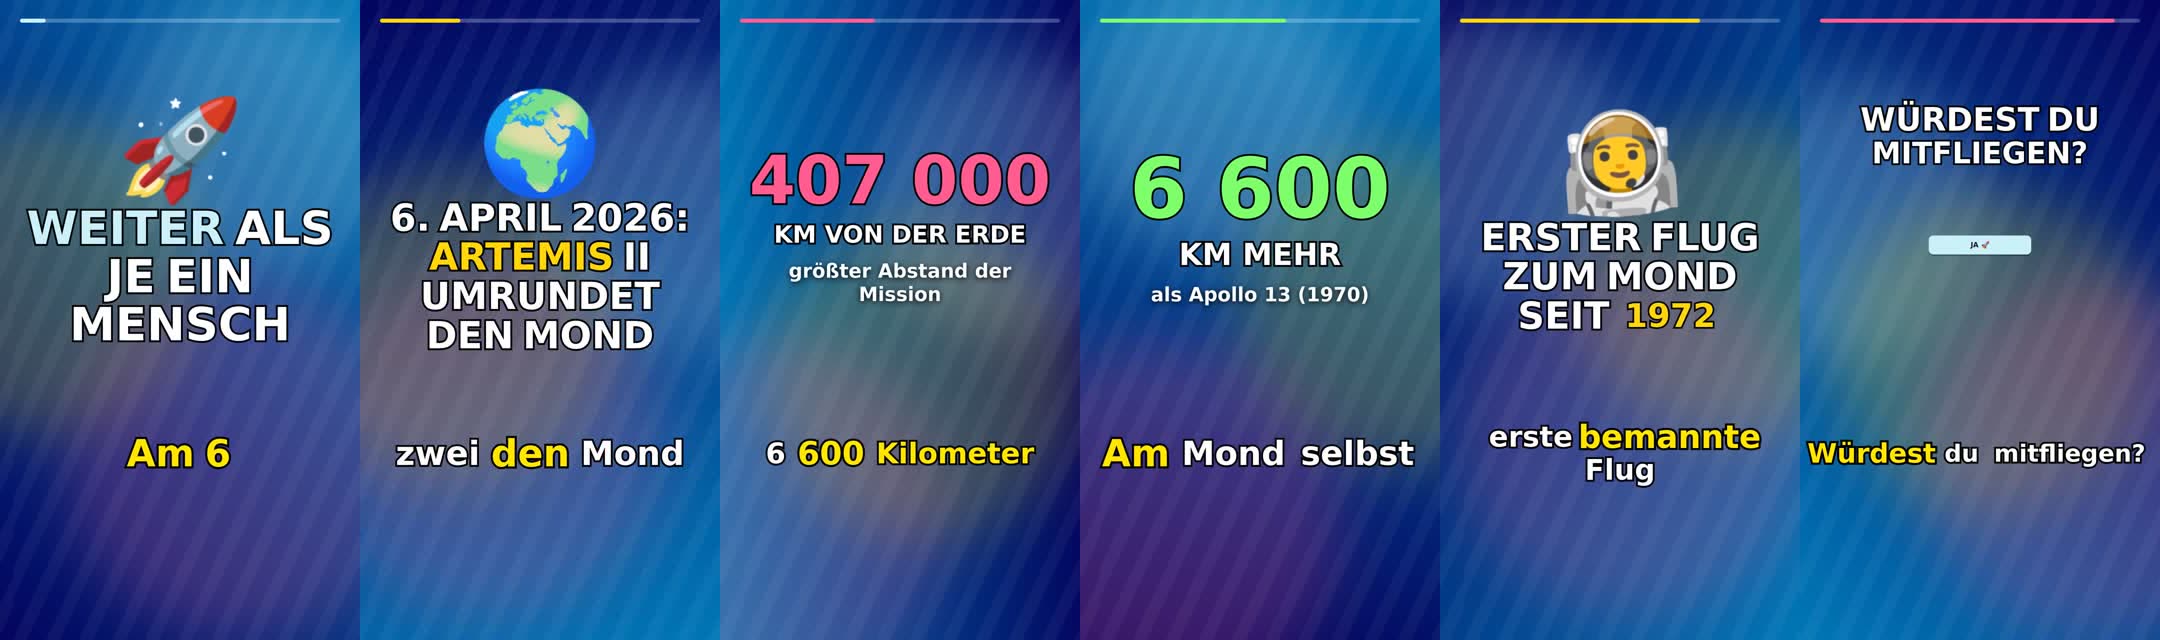 WEITER ALS
JE EIN
MENSCH
Am 6
6. APRIL 2026:
ARTEMIS II
UMRUNDET
DEN MOND
zwei den Mond
407 000
KM VON DER ERDE
größter Abstand der
Mission
6 600 Kilometer
6 600
KM MEHR
als Apollo 13 (1970)
Am Mond selbst
ERSTER FLUG
ZUM MOND
SEIT 1972
erste bemannte
Flug
WÜRDEST DU
MITFLIEGEN?
JA 🚀
Würdest du mitfliegen?